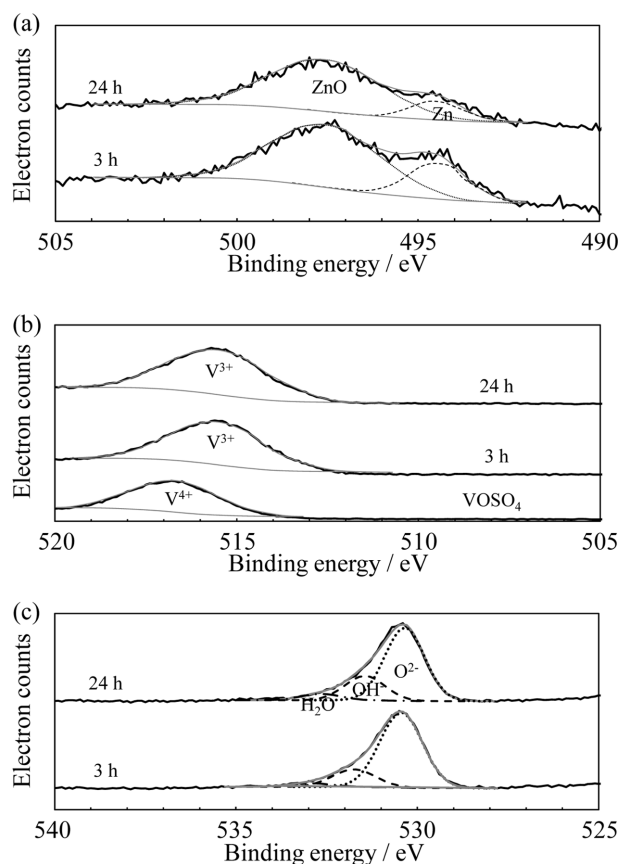 (a)
Electron counts
24 h
ZnO
Zn
3 h
505 500 495 490
Binding energy / eV
(b)
Electron counts
V³⁺
24 h
V³⁺
3 h
V⁴⁺
VOSO₄
520 515 510 505
Binding energy / eV
(c)
Electron counts
O²⁻
OH⁻
24 h
H₂O
3 h
540 535 530 525
Binding energy / eV